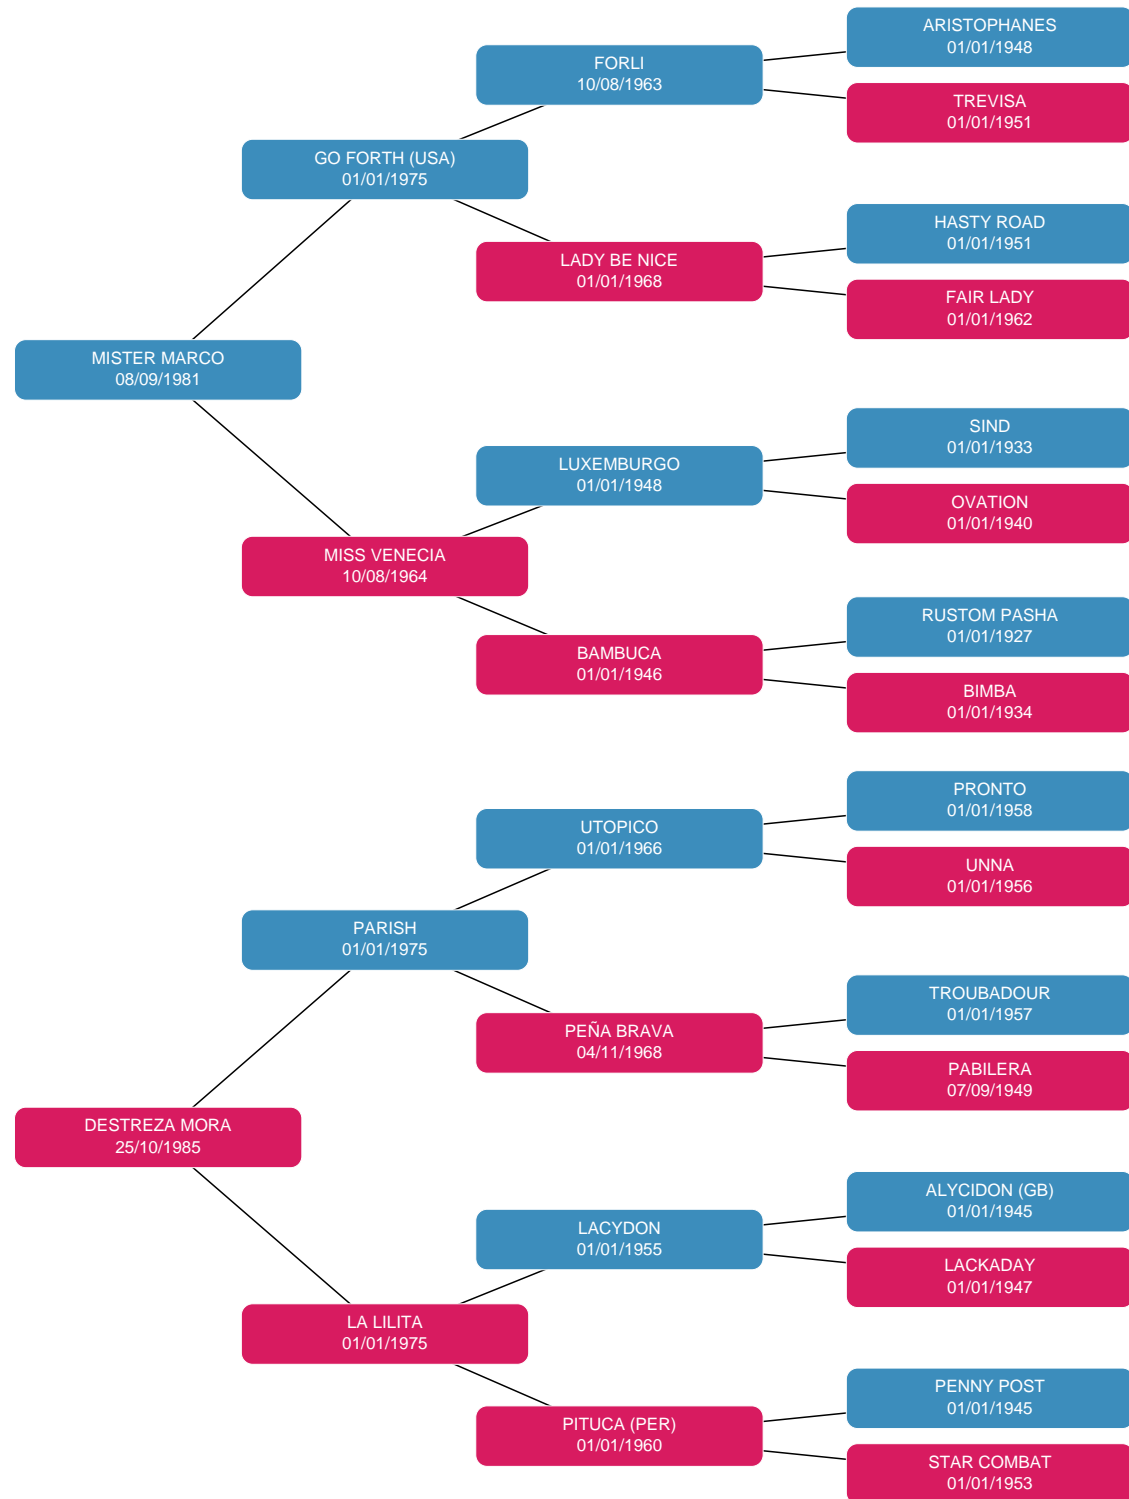 ARISTOPHANES
01/01/1948
FORLI
10/08/1963
TREVISA
01/01/1951
GO FORTH (USA)
01/01/1975
HASTY ROAD
01/01/1951
LADY BE NICE
01/01/1968
FAIR LADY
01/01/1962
MISTER MARCO
08/09/1981
SIND
01/01/1933
LUXEMBURGO
01/01/1948
OVATION
01/01/1940
MISS VENECIA
10/08/1964
RUSTOM PASHA
01/01/1927
BAMBUCA
01/01/1946
BIMBA
01/01/1934
PRONTO
01/01/1958
UTOPICO
01/01/1966
UNNA
01/01/1956
PARISH
01/01/1975
TROUBADOUR
01/01/1957
PEÑA BRAVA
04/11/1968
PABILERA
07/09/1949
DESTREZA MORA
25/10/1985
ALYCIDON (GB)
01/01/1945
LACYDON
01/01/1955
LACKADAY
01/01/1947
LA LILITA
01/01/1975
PENNY POST
01/01/1945
PITUCA (PER)
01/01/1960
STAR COMBAT
01/01/1953